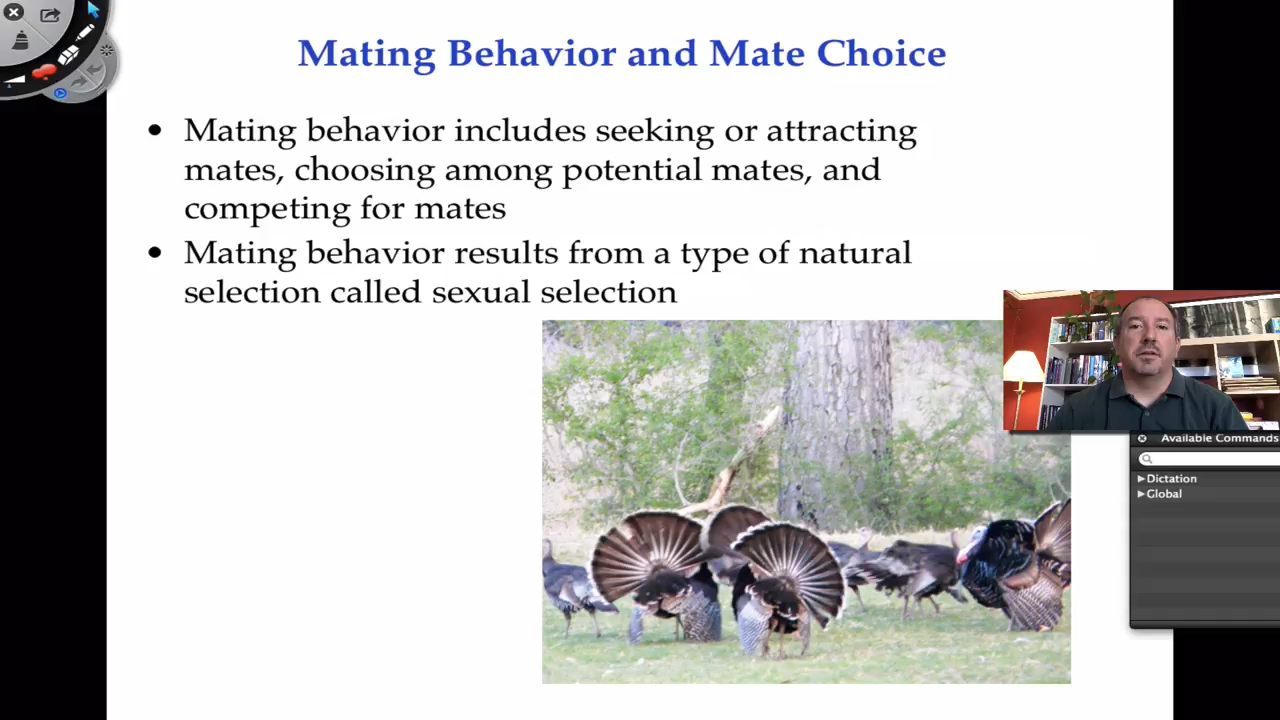 Mating Behavior and Mate Choice
• Mating behavior includes seeking or attracting
mates, choosing among potential mates, and
competing for mates
• Mating behavior results from a type of natural
selection called sexual selection
Available Commands
Dictation
Global